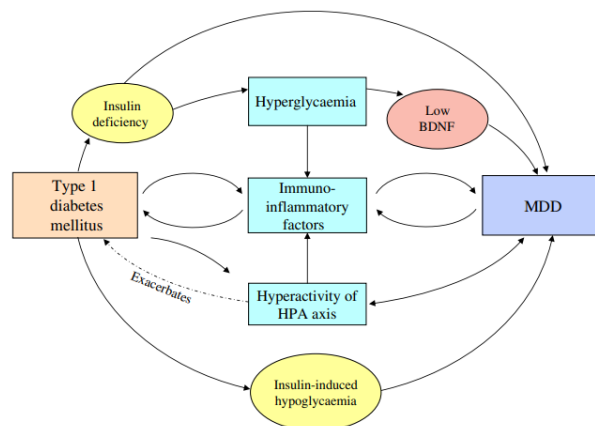 Insulin
deficiency
Hyperglycaemia
Low
BDNF
Type 1
diabetes
mellitus
Immuno-
inflammatory
factors
MDD
Exacerbates
Hyperactivity of
HPA axis
Insulin-induced
hypoglycaemia